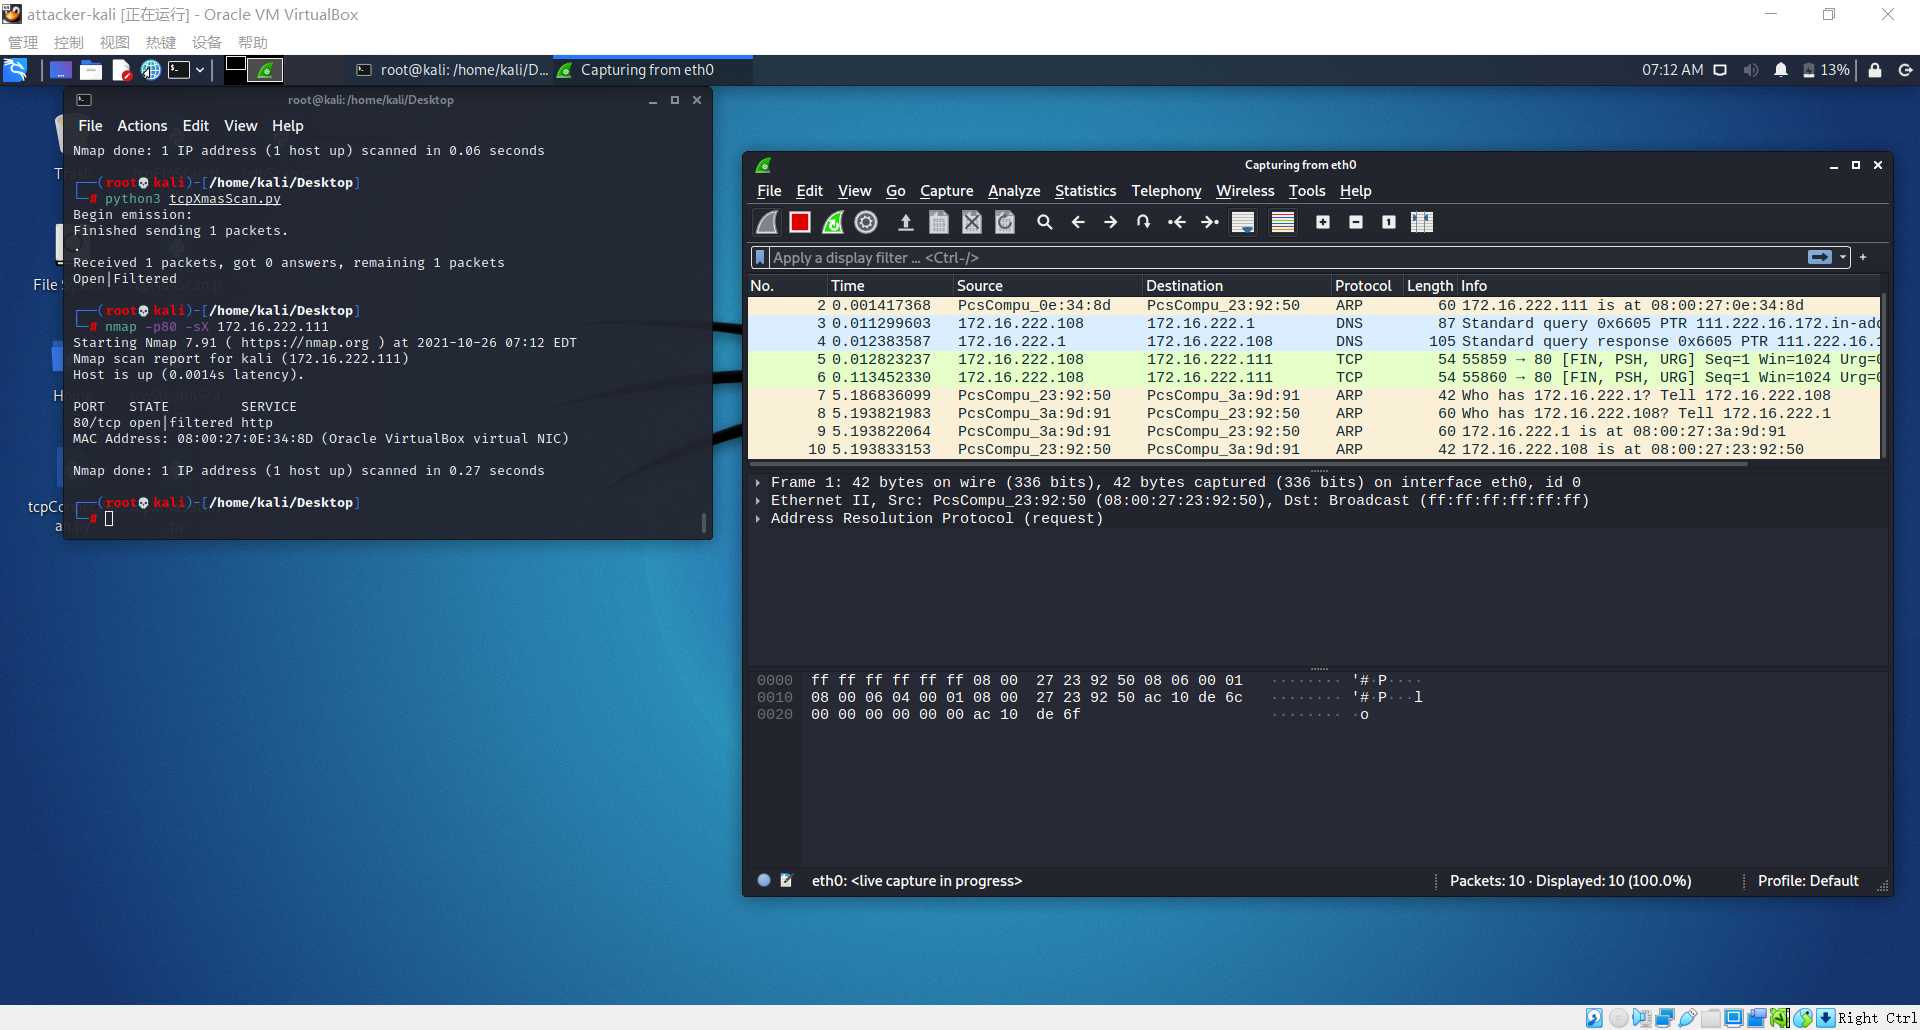 attacker-kali [正在运行] - Oracle VM VirtualBox
管理 控制 视图 热键 设备 帮助
root@kali: /home/kali/D...
Capturing from eth0
07:12 AM
13%
root@kali:/home/kali/Desktop
File Actions Edit View Help
Nmap done: 1 IP address (1 host up) scanned in 0.06 seconds
(root kali)-[/home/kali/Desktop]
# python3 tcpXmasScan.py
Begin emission:
Finished sending 1 packets.
.
Received 1 packets, got 0 answers, remaining 1 packets
Open|Filtered
(root kali)-[/home/kali/Desktop]
# nmap -p80 -sX 172.16.222.111
Starting Nmap 7.91 ( https://nmap.org ) at 2021-10-26 07:12 EDT
Nmap scan report for kali (172.16.222.111)
Host is up (0.0014s latency).
PORT STATE SERVICE
80/tcp open|filtered http
MAC Address: 08:00:27:0E:34:8D (Oracle VirtualBox virtual NIC)
Nmap done: 1 IP address (1 host up) scanned in 0.27 seconds
(root kali)-[/home/kali/Desktop]
#
File S
tcpCo
Capturing from eth0
File Edit View Go Capture Analyze Statistics Telephony Wireless Tools Help
Apply a display filter ... <Ctrl-/>
No. Time Source Destination Protocol Length Info
2 0.001417368 PcsCompu_0e:34:8d PcsCompu_23:92:50 ARP 60 172.16.222.111 is at 08:00:27:0e:34:8d
3 0.011299603 172.16.222.108 172.16.222.1 DNS 87 Standard query 0x6605 PTR 111.222.16.172.in-add
4 0.012383587 172.16.222.1 172.16.222.108 DNS 105 Standard query response 0x6605 PTR 111.222.16.1
5 0.012823237 172.16.222.108 172.16.222.111 TCP 54 55859 → 80 [FIN, PSH, URG] Seq=1 Win=1024 Urg=0
6 0.113452330 172.16.222.108 172.16.222.111 TCP 54 55860 → 80 [FIN, PSH, URG] Seq=1 Win=1024 Urg=0
7 5.186836099 PcsCompu_23:92:50 PcsCompu_3a:9d:91 ARP 42 Who has 172.16.222.1? Tell 172.16.222.108
8 5.193821983 PcsCompu_3a:9d:91 PcsCompu_23:92:50 ARP 60 Who has 172.16.222.108? Tell 172.16.222.1
9 5.193822064 PcsCompu_3a:9d:91 PcsCompu_23:92:50 ARP 60 172.16.222.1 is at 08:00:27:3a:9d:91
10 5.193833153 PcsCompu_23:92:50 PcsCompu_3a:9d:91 ARP 42 172.16.222.108 is at 08:00:27:23:92:50
Frame 1: 42 bytes on wire (336 bits), 42 bytes captured (336 bits) on interface eth0, id 0
Ethernet II, Src: PcsCompu_23:92:50 (08:00:27:23:92:50), Dst: Broadcast (ff:ff:ff:ff:ff:ff)
Address Resolution Protocol (request)
0000 ff ff ff ff ff ff 08 00 27 23 92 50 08 06 00 01 ········ '#·P····
0010 08 00 06 04 00 01 08 00 27 23 92 50 ac 10 de 6c ········ '#·P···l
0020 00 00 00 00 00 00 ac 10 de 6f ········ ·o
eth0: <live capture in progress>
Packets: 10 · Displayed: 10 (100.0%)
Profile: Default
Right Ctrl